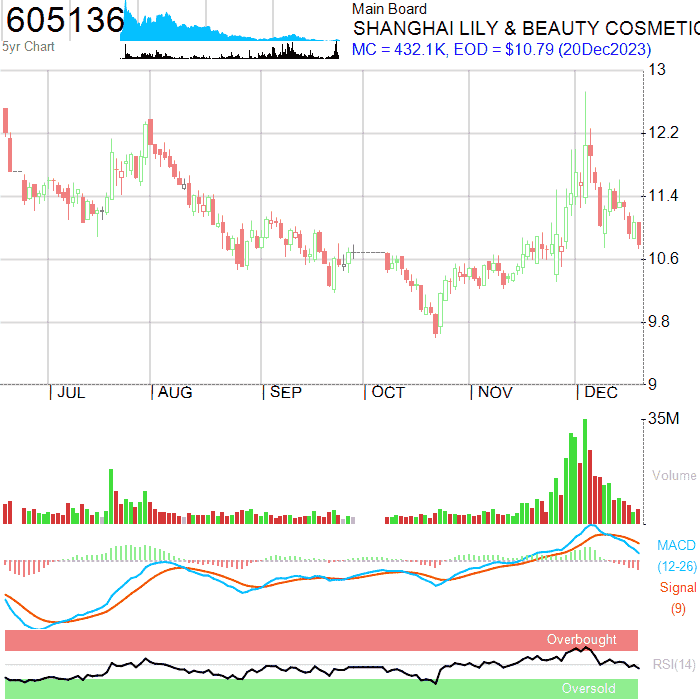 605136
5yr Chart
Main Board
SHANGHAI LILY & BEAUTY COSMETIC
MC = 432.1K, EOD = $10.79 (20Dec2023)
13
12.2
11.4
10.6
9.8
9
JUL AUG SEP OCT NOV DEC
35M
Volume
MACD
(12-26)
Signal
(9)
Overbought
RSI(14)
Oversold